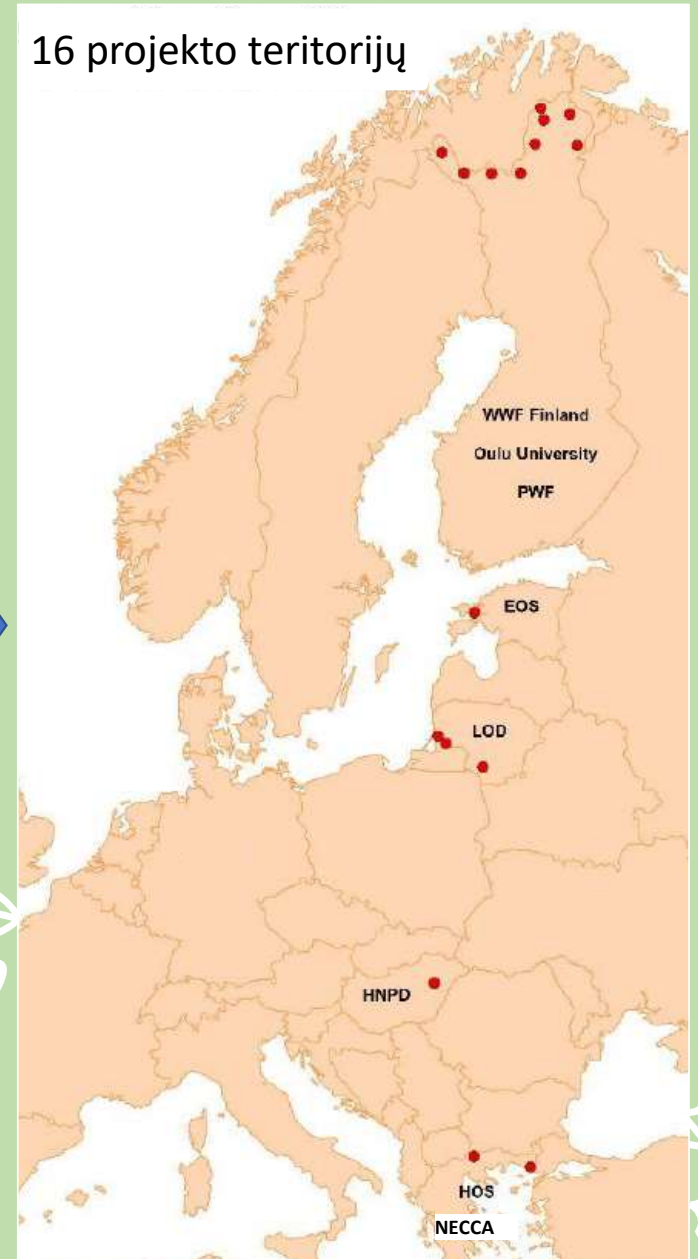 16 projekto teritorijų
WWF Finland
Oulu University
PWF
EOS
LOD
HNPD
HOS
NECCA